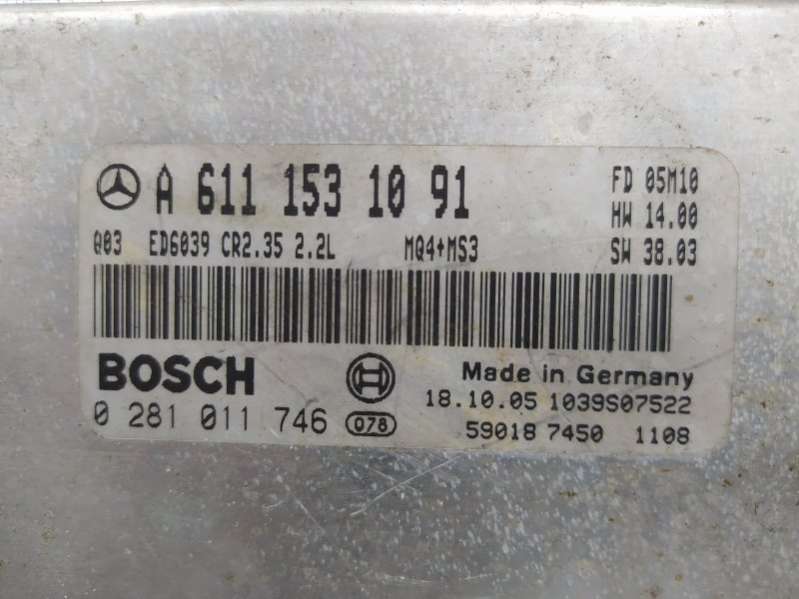 A 611 153 10 91 FD 05M10
HW 14.00
Q03 ED6039 CR2.35 2.2L MQ4+MS3 SW 38.03
BOSCH Made in Germany
18.10.05 1039S07522
0 281 011 746 078 59018 7450 1108